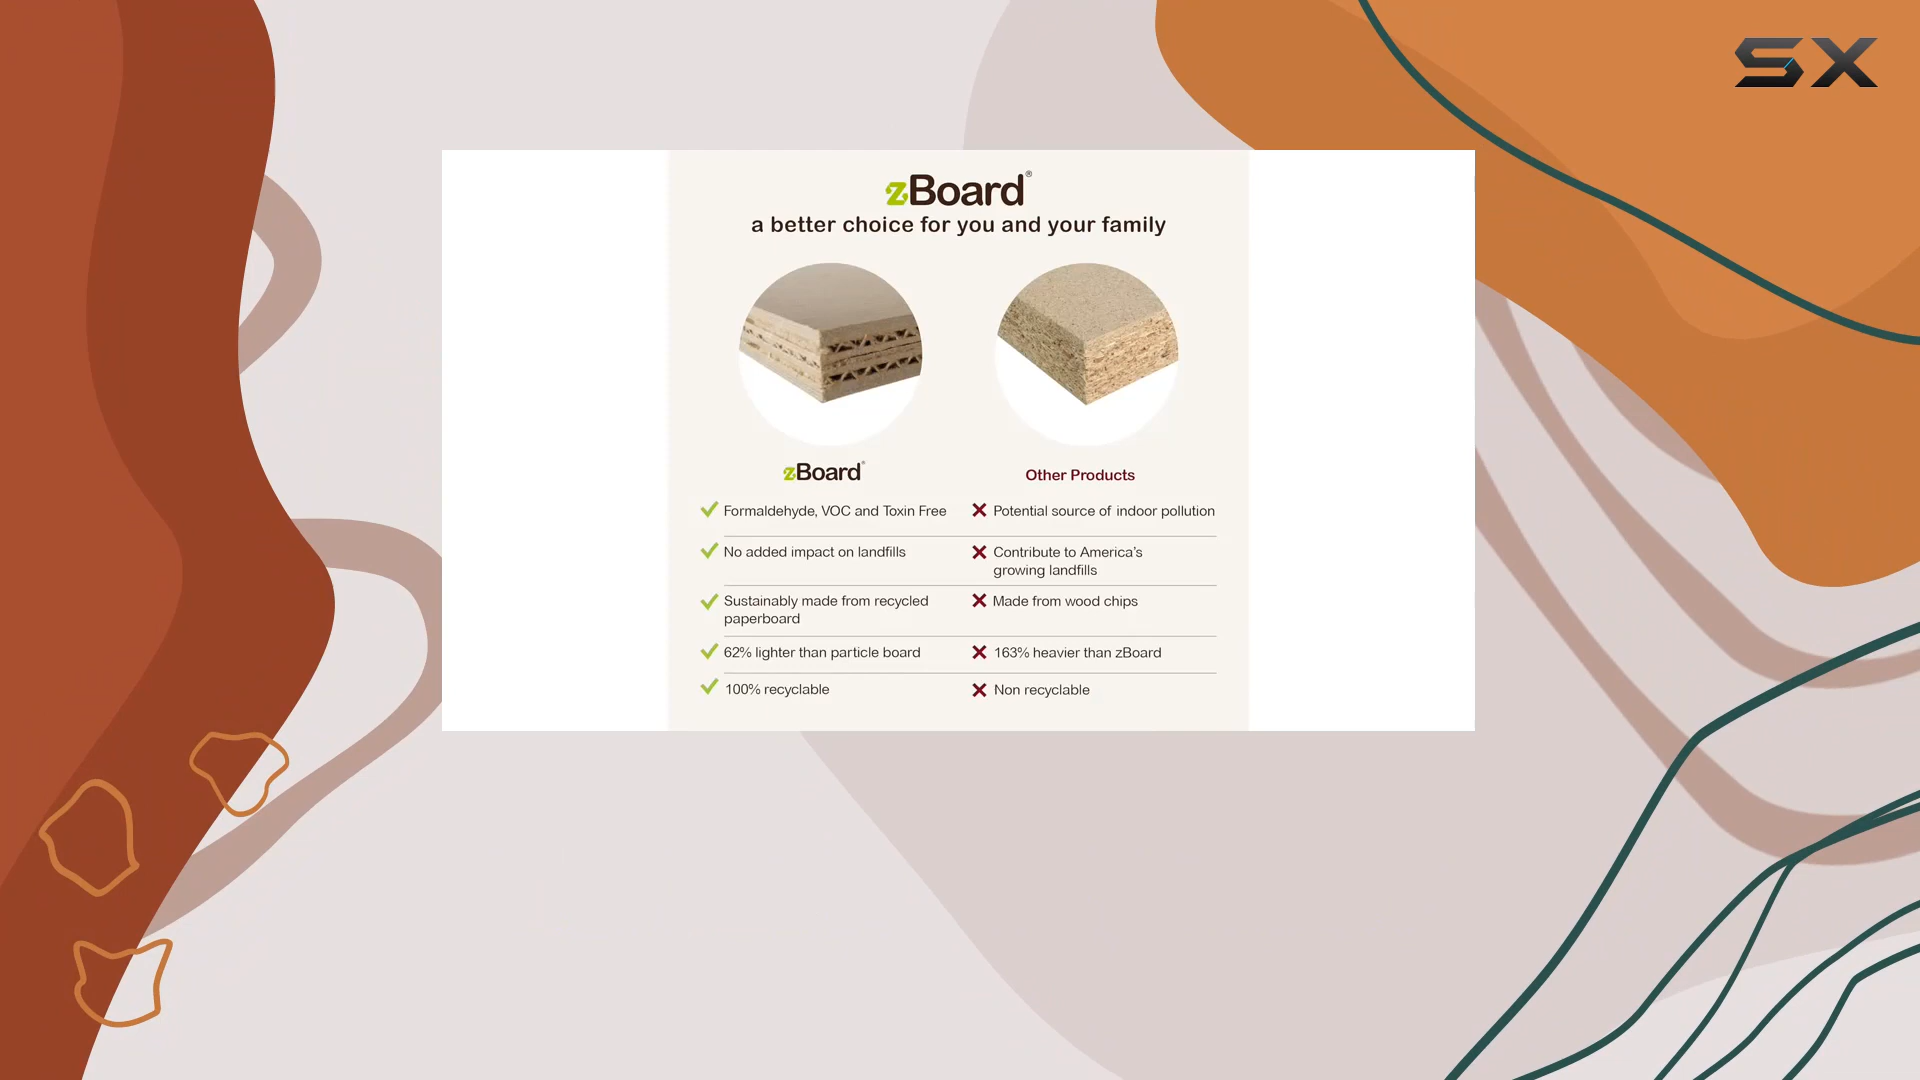 SX
zBoard®
a better choice for you and your family
zBoard®
Other Products
Formaldehyde, VOC and Toxin Free
Potential source of indoor pollution
No added impact on landfills
Contribute to America's
growing landfills
Sustainably made from recycled
paperboard
Made from wood chips
62% lighter than particle board
163% heavier than zBoard
100% recyclable
Non recyclable